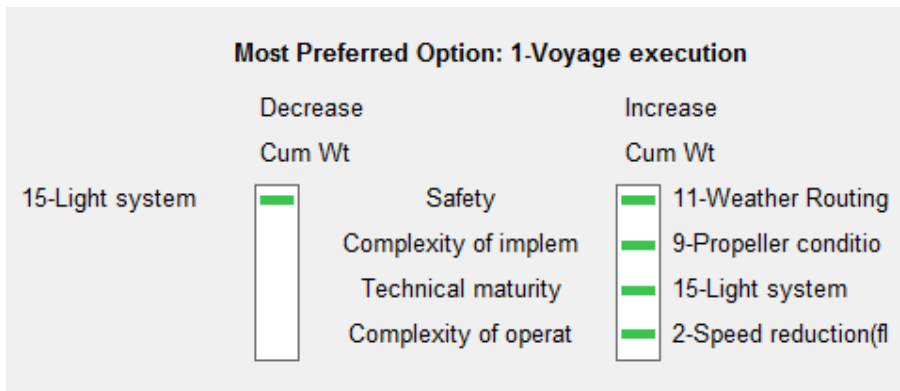 Most Preferred Option: 1-Voyage execution
Decrease Increase
Cum Wt Cum Wt
15-Light system Safety 11-Weather Routing
Complexity of implem 9-Propeller conditio
Technical maturity 15-Light system
Complexity of operat 2-Speed reduction(fl